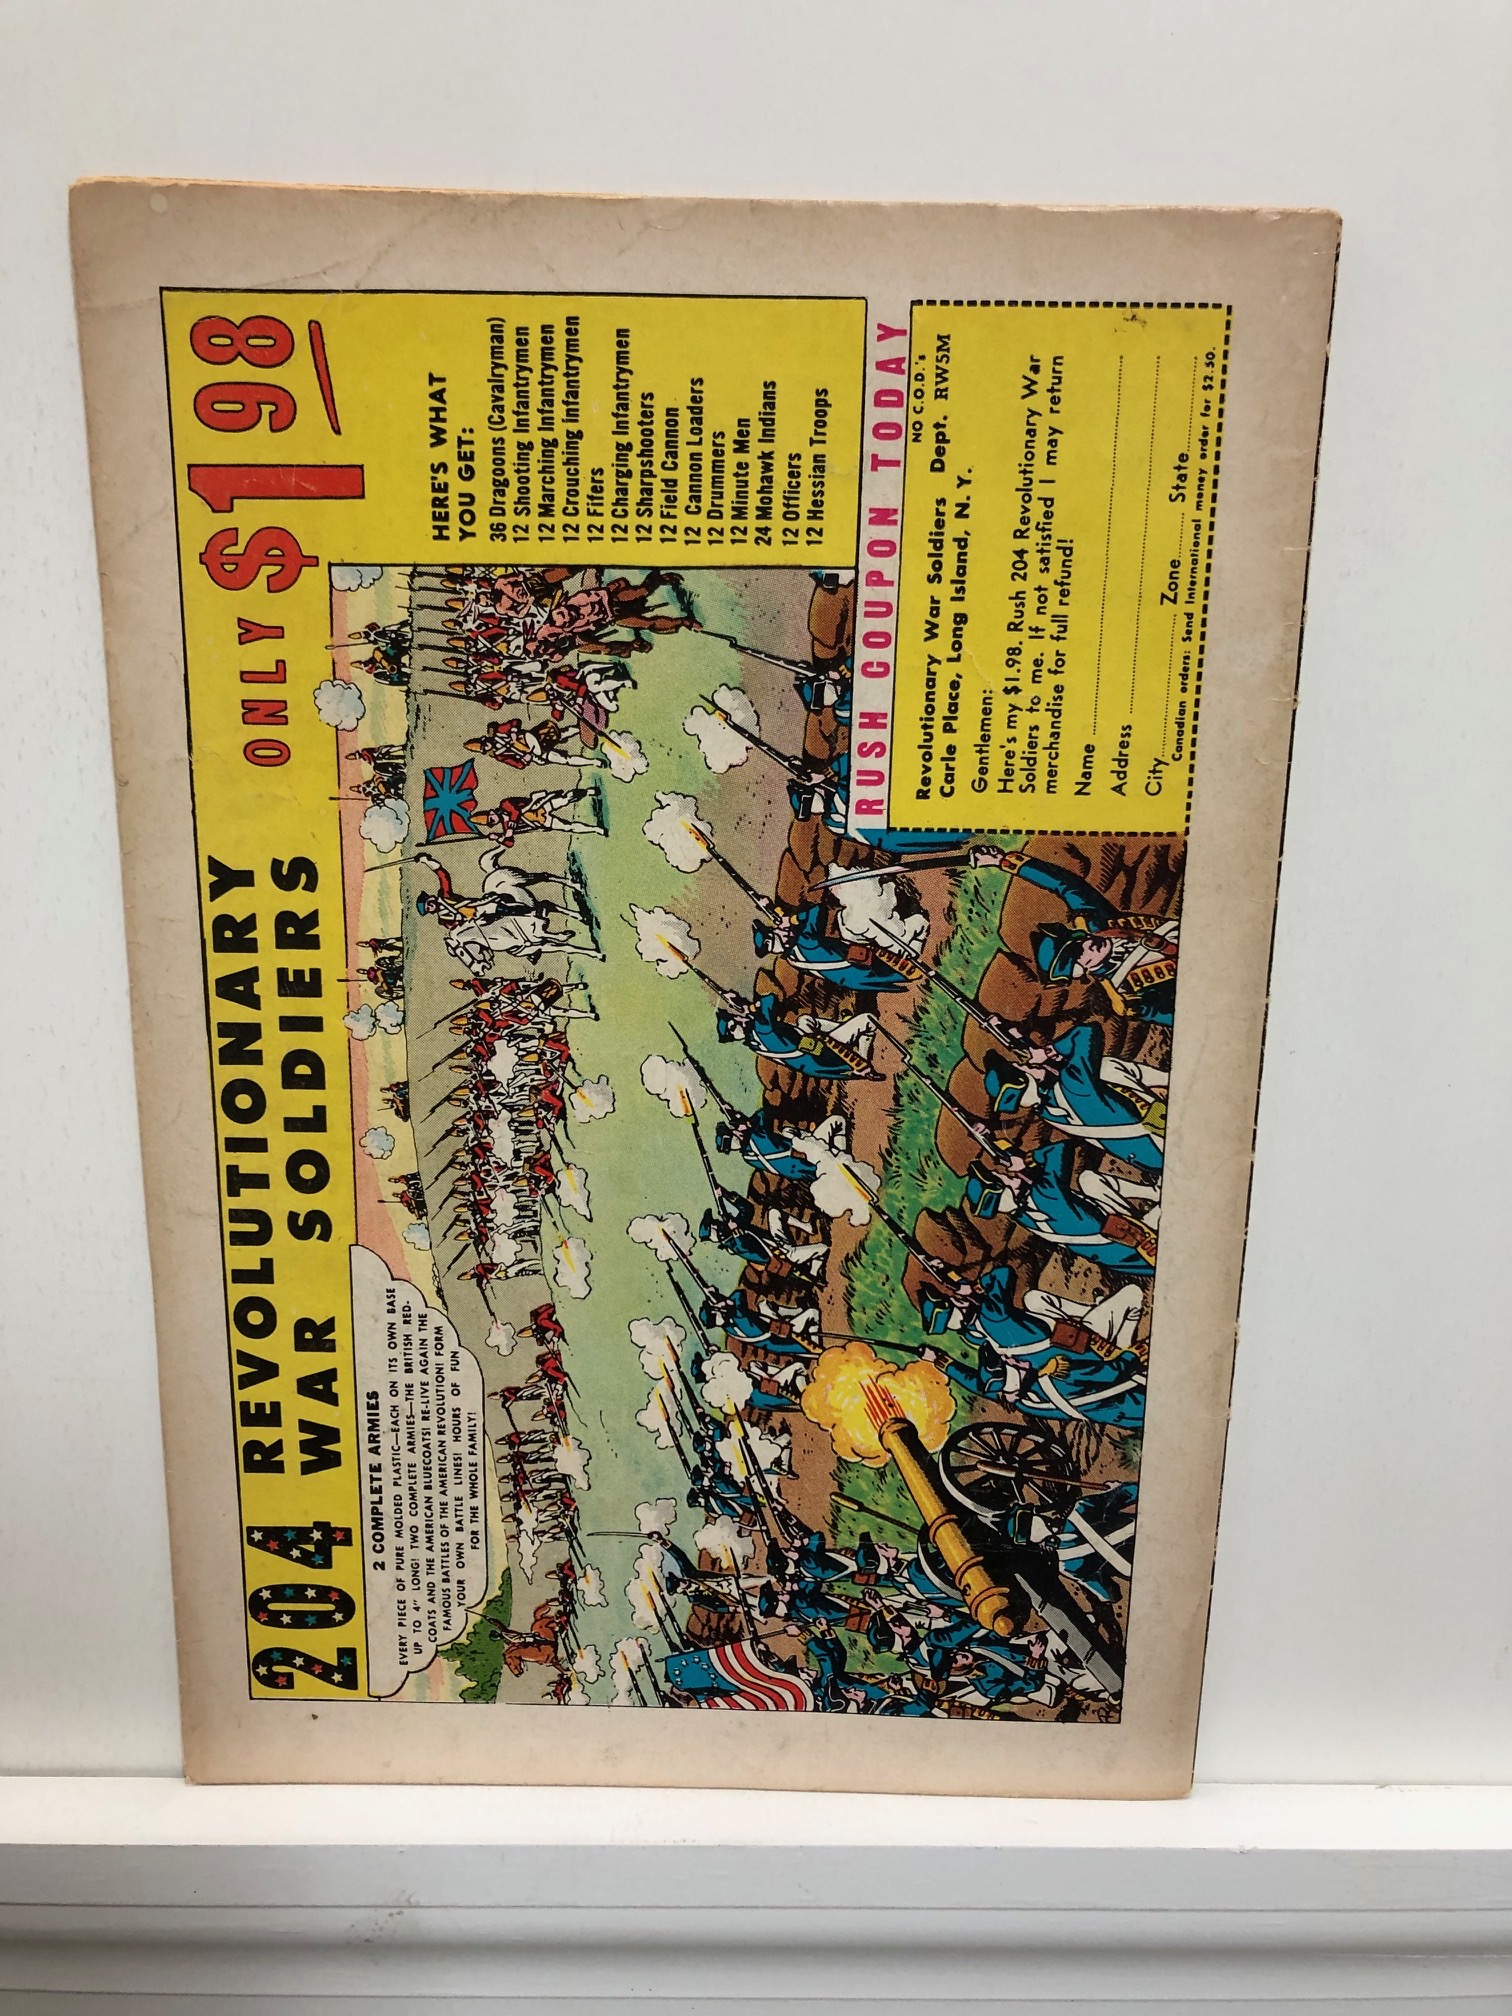 204 REVOLUTIONARY
WAR SOLDIERS
ONLY $1 98
2 COMPLETE ARMIES
EVERY PIECE OF PURE MOLDED PLASTIC—EACH ON ITS OWN BASE
UP TO 4" LONG! TWO COMPLETE ARMIES—THE BRITISH RED-
COATS AND THE AMERICAN BLUECOATS! RE-LIVE AGAIN THE
FAMOUS BATTLES OF THE AMERICAN REVOLUTION! FORM
YOUR OWN BATTLE LINES! HOURS OF FUN
FOR THE WHOLE FAMILY!
HERE'S WHAT
YOU GET:
36 Dragoons (Cavalryman)
12 Shooting Infantrymen
12 Marching Infantrymen
12 Crouching Infantrymen
12 Fifers
12 Charging Infantrymen
12 Sharpshooters
12 Field Cannon
12 Cannon Loaders
12 Drummers
12 Minute Men
24 Mohawk Indians
12 Officers
12 Hessian Troops
RUSH COUPON TODAY
NO C.O.D.'s
Revolutionary War Soldiers Dept. RW5M
Carle Place, Long Island, N. Y.
Gentlemen:
Here's my $1.98. Rush 204 Revolutionary War
Soldiers to me. If not satisfied I may return
merchandise for full refund!
Name
Address
City Zone State
Canadian orders: Send International money order for $2.50.